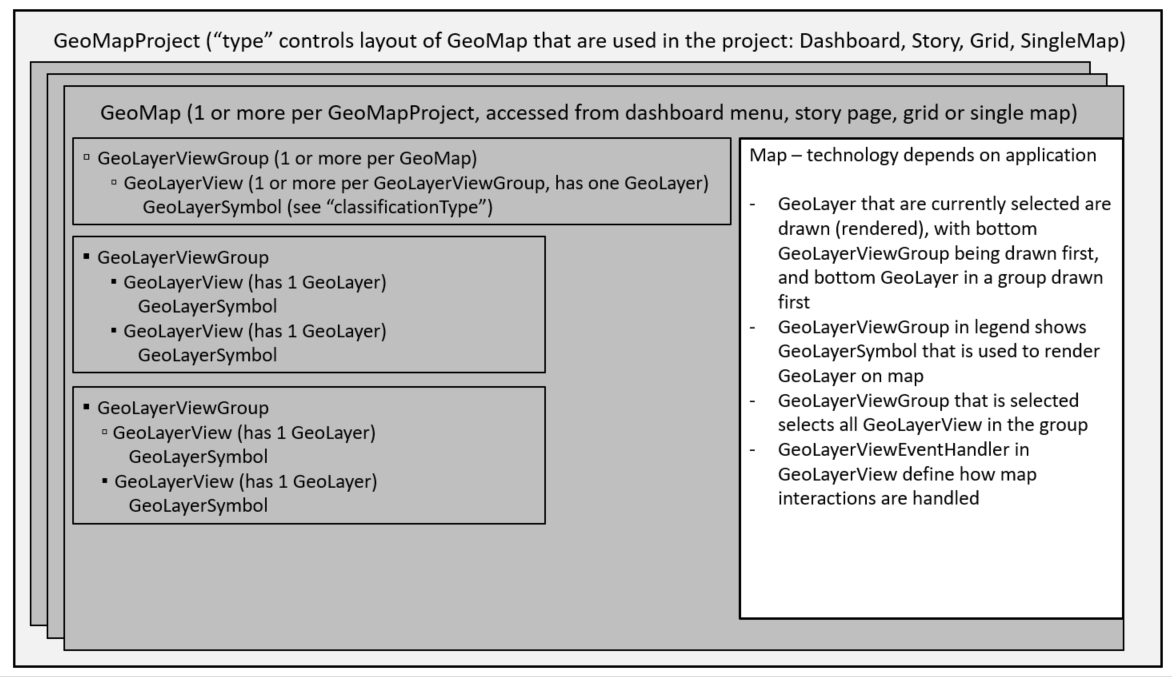 GeoMapProject (“type” controls layout of GeoMap that are used in the project: Dashboard, Story, Grid, SingleMap)
GeoMap (1 or more per GeoMapProject, accessed from dashboard menu, story page, grid or single map)
▫ GeoLayerViewGroup (1 or more per GeoMap)
▫ GeoLayerView (1 or more per GeoLayerViewGroup, has one GeoLayer)
GeoLayerSymbol (see “classificationType”)
▪ GeoLayerViewGroup
▪ GeoLayerView (has 1 GeoLayer)
GeoLayerSymbol
▪ GeoLayerView (has 1 GeoLayer)
GeoLayerSymbol
▪ GeoLayerViewGroup
▫ GeoLayerView (has 1 GeoLayer)
GeoLayerSymbol
▪ GeoLayerView (has 1 GeoLayer)
GeoLayerSymbol
Map – technology depends on application
- GeoLayer that are currently selected are
drawn (rendered), with bottom
GeoLayerViewGroup being drawn first,
and bottom GeoLayer in a group drawn
first
- GeoLayerViewGroup in legend shows
GeoLayerSymbol that is used to render
GeoLayer on map
- GeoLayerViewGroup that is selected
selects all GeoLayerView in the group
- GeoLayerViewEventHandler in
GeoLayerView define how map
interactions are handled